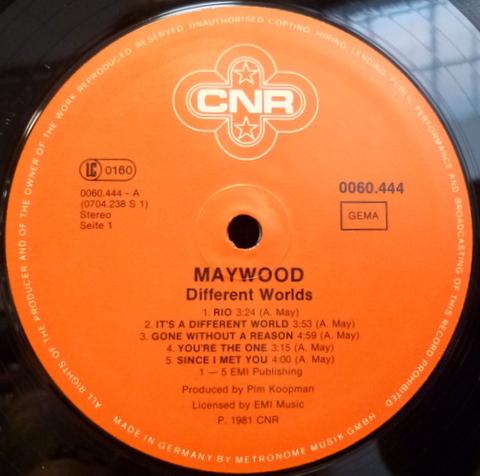 ALL RIGHTS OF THE PRODUCER AND OF THE OWNER OF THE WORK REPRODUCED RESERVED. UNAUTHORISED COPYING, HIRING, LENDING, PUBLIC PERFORMANCE AND BROADCASTING OF THIS RECORD PROHIBITED
CNR
LC 0160
0060.444 - A
(0704.238 S 1)
Stereo
Seite 1
0060.444
GEMA
MAYWOOD
Different Worlds
1. RIO 3:24 (A. May)
2. IT'S A DIFFERENT WORLD 3:53 (A. May)
3. GONE WITHOUT A REASON 4:59 (A. May)
4. YOU'RE THE ONE 3:15 (A. May)
5. SINCE I MET YOU 4:00 (A. May)
1 — 5 EMI Publishing
Produced by Pim Koopman
Licensed by EMI Music
P. 1981 CNR
MADE IN GERMANY BY METRONOME MUSIK GMBH